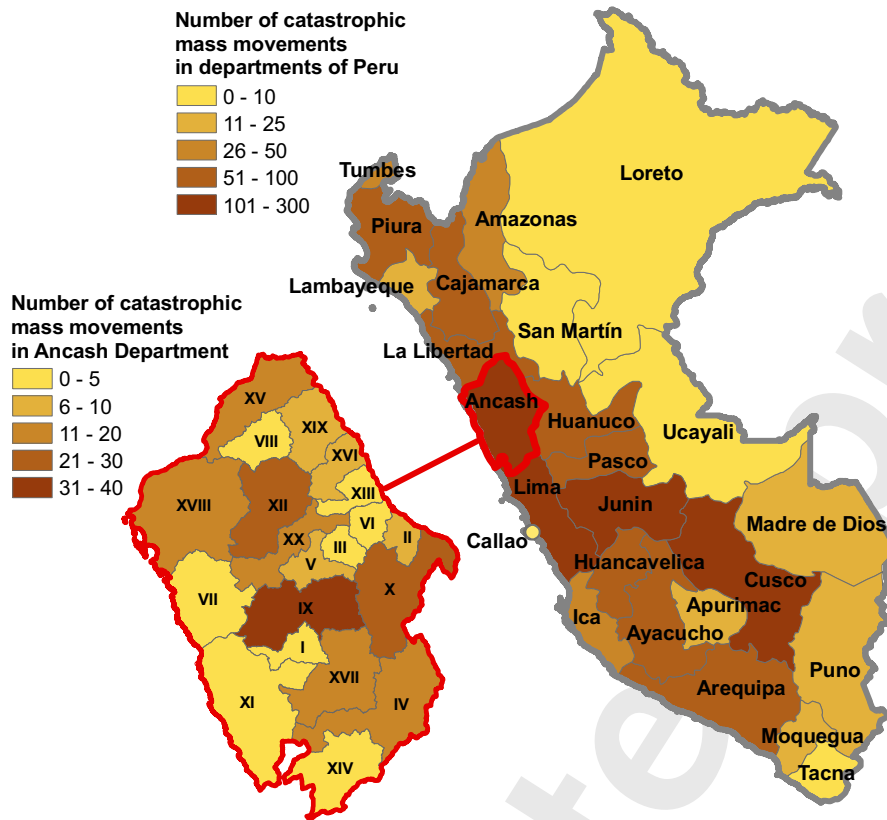 Number of catastrophic
mass movements
in departments of Peru
0 - 10
11 - 25
26 - 50
51 - 100
101 - 300
Tumbes
Loreto
Piura
Amazonas
Lambayeque
Cajamarca
San Martín
La Libertad
Ancash
Huanuco
Ucayali
Pasco
Lima
Junin
Madre de Dios
Callao
Huancavelica
Cusco
Apurimac
Ica
Ayacucho
Puno
Arequipa
Moquegua
Tacna
Number of catastrophic
mass movements
in Ancash Department
0 - 5
6 - 10
11 - 20
21 - 30
31 - 40
XV
XIX
VIII
XVI
XIII
XVIII
XII
VI
XX
III
II
V
VII
IX
X
I
XI
XVII
IV
XIV